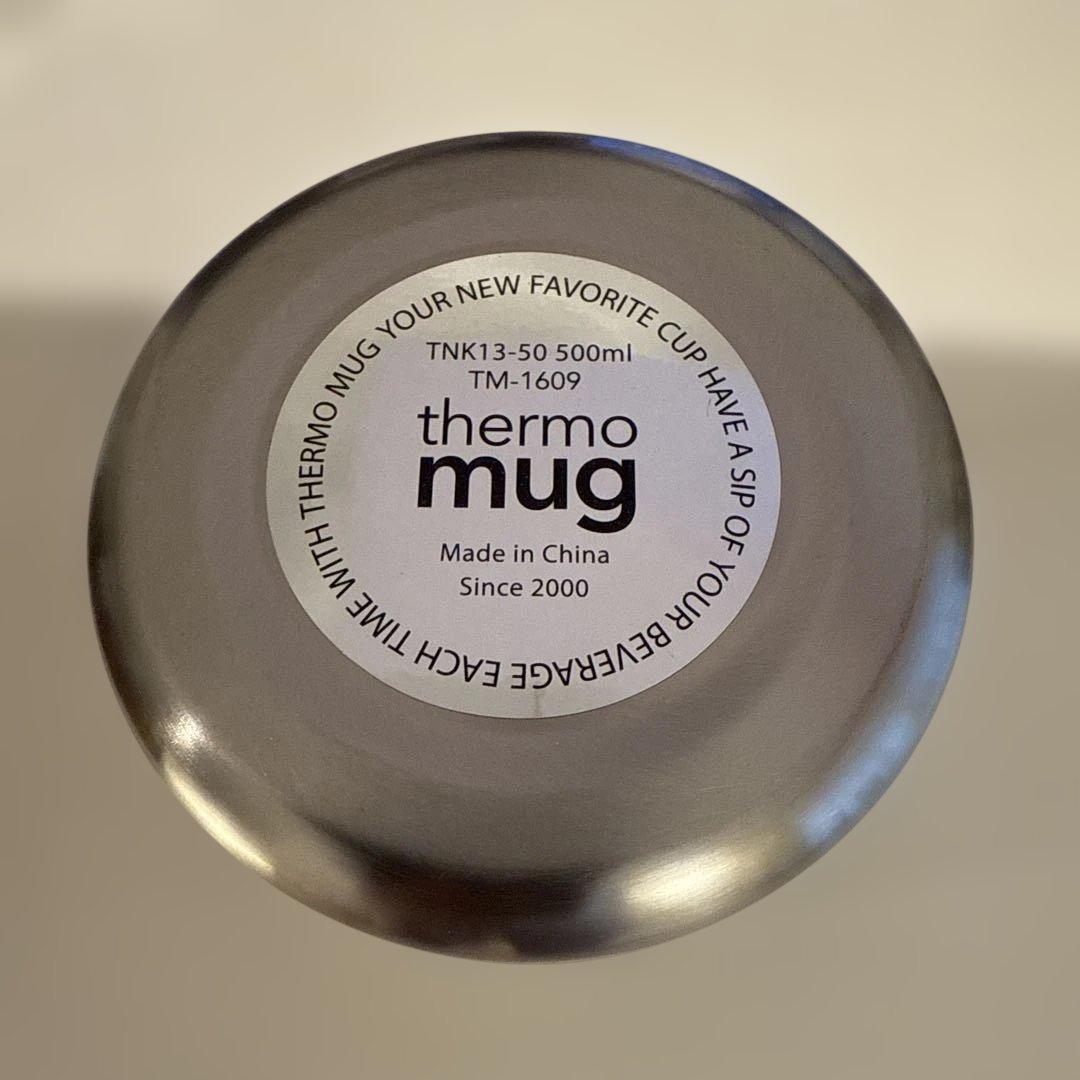 THERMO MUG YOUR NEW FAVORITE CUP HAVE A SIP OF YOUR BEVERAGE EACH TIME WITH
TNK13-50 500ml
TM-1609
thermo
mug
Made in China
Since 2000